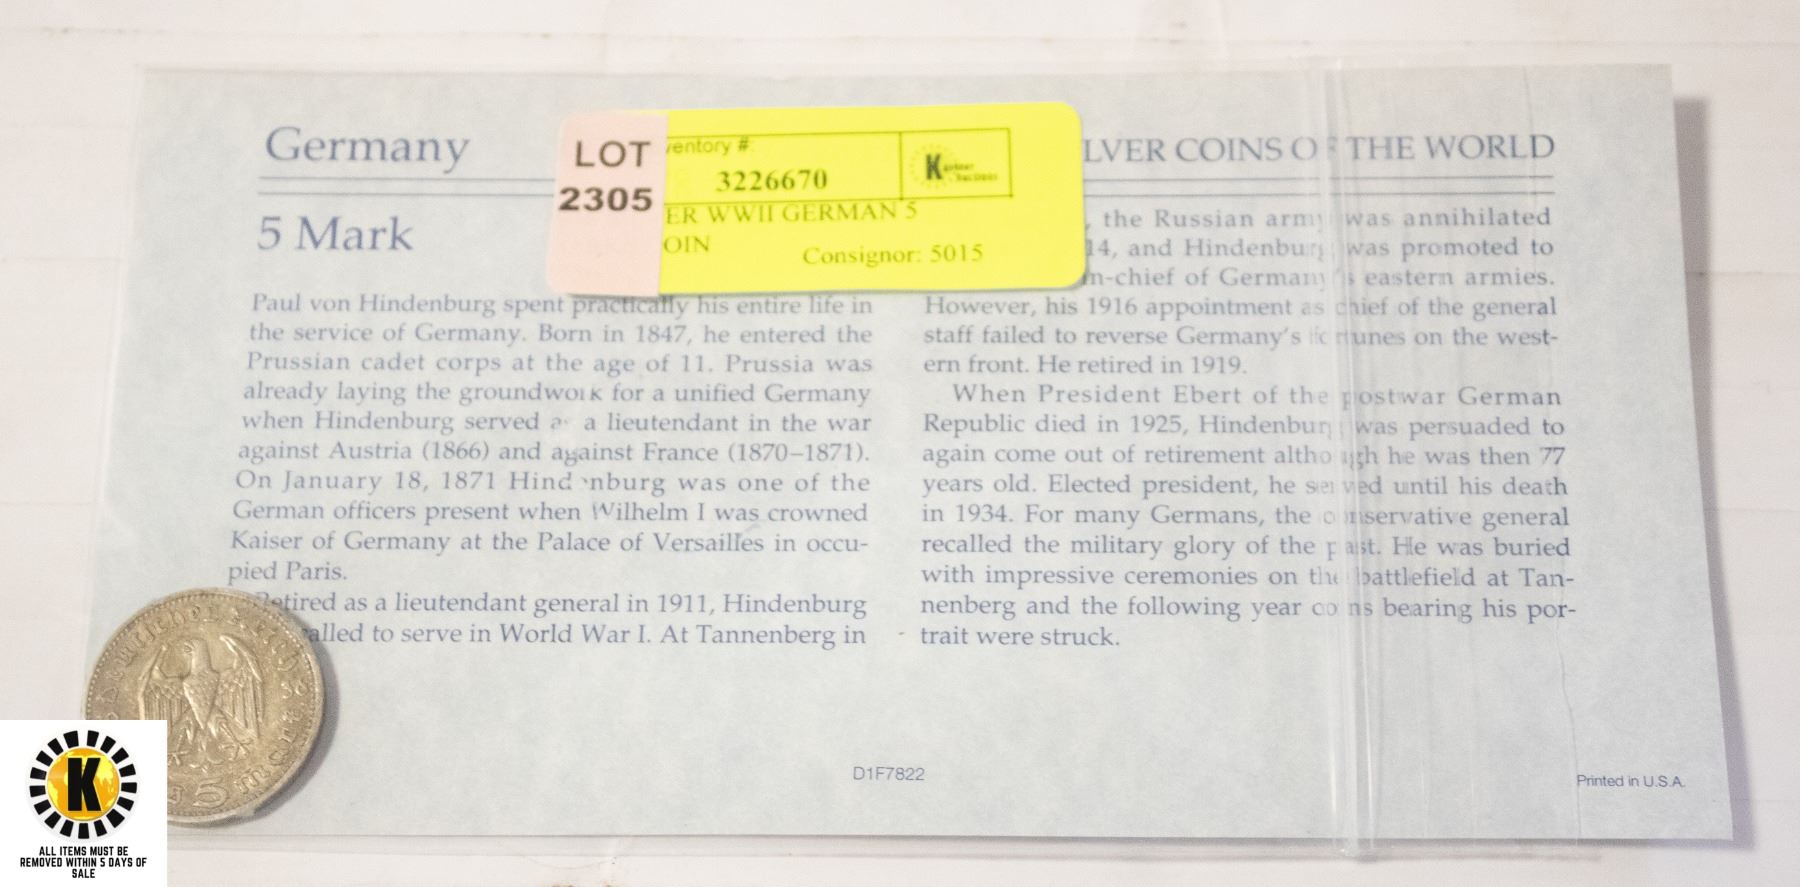 Germany
LVER COINS O THE WORLD
LOT
2305
ventory #:
3226670
ER WWII GERMAN 5
OIN
Consignor: 5015
5 Mark
Paul von Hindenburg spent practically his entire life in
the service of Germany. Born in 1847, he entered the
Prussian cadet corps at the age of 11. Prussia was
already laying the groundwork for a unified Germany
when Hindenburg served as a lieutendant in the war
against Austria (1866) and against France (1870–1871).
On January 18, 1871 Hindenburg was one of the
German officers present when Wilhelm I was crowned
Kaiser of Germany at the Palace of Versailles in occu-
pied Paris.
Retired as a lieutendant general in 1911, Hindenburg
alled to serve in World War I. At Tannenberg in
, the Russian army was annihilated
14, and Hindenburg was promoted to
n-chief of Germany's eastern armies.
However, his 1916 appointment as chief of the general
staff failed to reverse Germany's fortunes on the west-
ern front. He retired in 1919.
When President Ebert of the postwar German
Republic died in 1925, Hindenburg was persuaded to
again come out of retirement although he was then 77
years old. Elected president, he served until his death
in 1934. For many Germans, the conservative general
recalled the military glory of the past. He was buried
with impressive ceremonies on the battlefield at Tan-
nenberg and the following year coins bearing his por-
trait were struck.
D1F7822
Printed in U.S.A.
Deutsches Reich
5
K
ALL ITEMS MUST BE
REMOVED WITHIN 5 DAYS OF
SALE